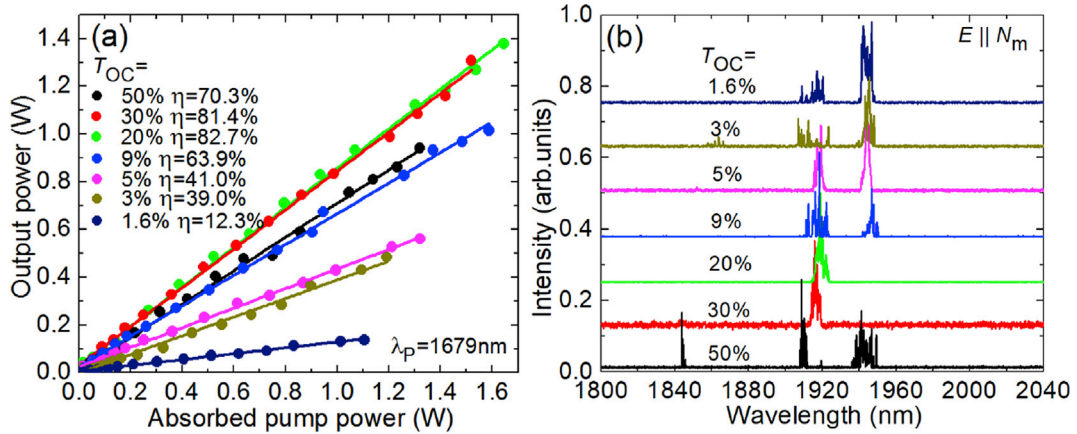 (a)
T_OC=
50% η=70.3%
30% η=81.4%
20% η=82.7%
9% η=63.9%
5% η=41.0%
3% η=39.0%
1.6% η=12.3%
λ_P=1679nm
Output power (W)
1.4
1.2
1.0
0.8
0.6
0.4
0.2
0.0
0.0 0.2 0.4 0.6 0.8 1.0 1.2 1.4 1.6
Absorbed pump power (W)
(b)
E || N_m
T_OC=
1.6%
3%
5%
9%
20%
30%
50%
Intensity (arb.units)
1.0
0.8
0.6
0.4
0.2
0.0
1800 1840 1880 1920 1960 2000 2040
Wavelength (nm)